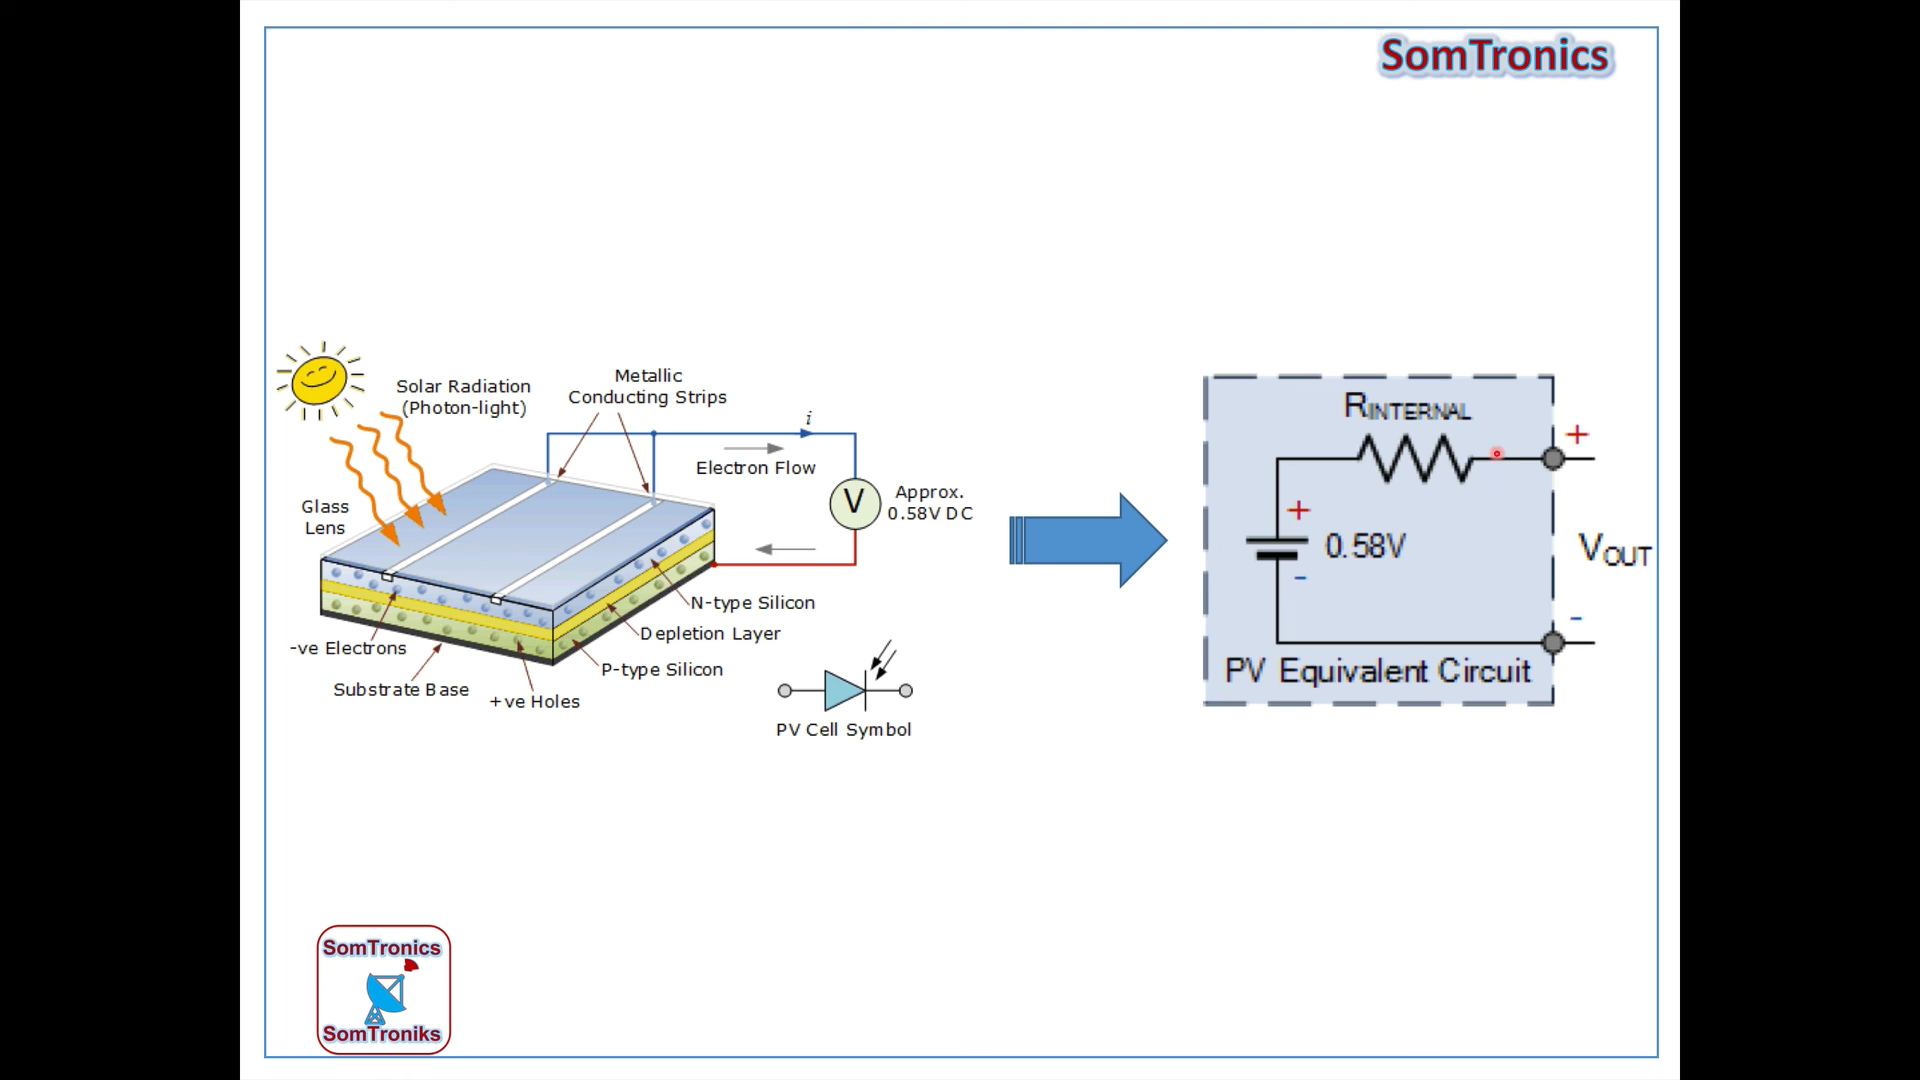 SomTronics
Solar Radiation
(Photon-light)
Metallic
Conducting Strips
i
Electron Flow
Glass
Lens
V
Approx.
0.58V DC
N-type Silicon
Depletion Layer
P-type Silicon
-ve Electrons
Substrate Base
+ve Holes
PV Cell Symbol
RINTERNAL
+
+
0.58V
-
VOUT
-
PV Equivalent Circuit
SomTronics
SomTroniks